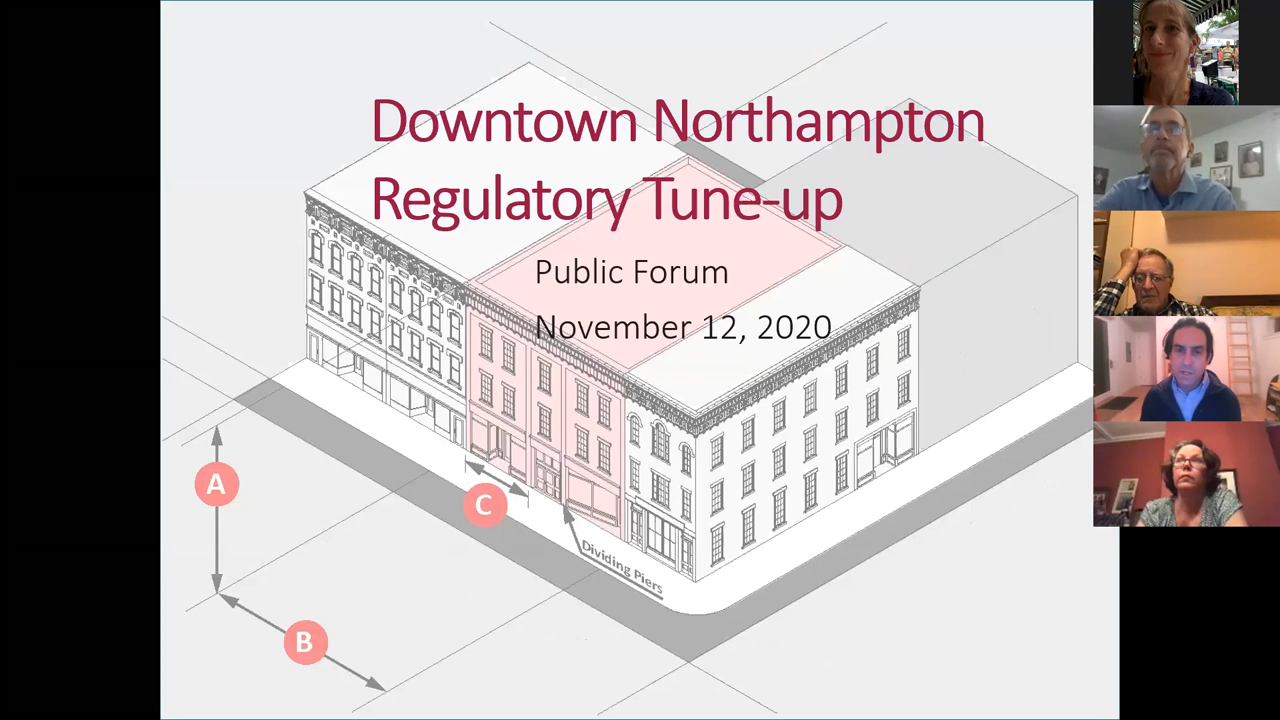 Downtown Northampton
Regulatory Tune-up
Public Forum
November 12, 2020
A
C
Dividing Piers
B